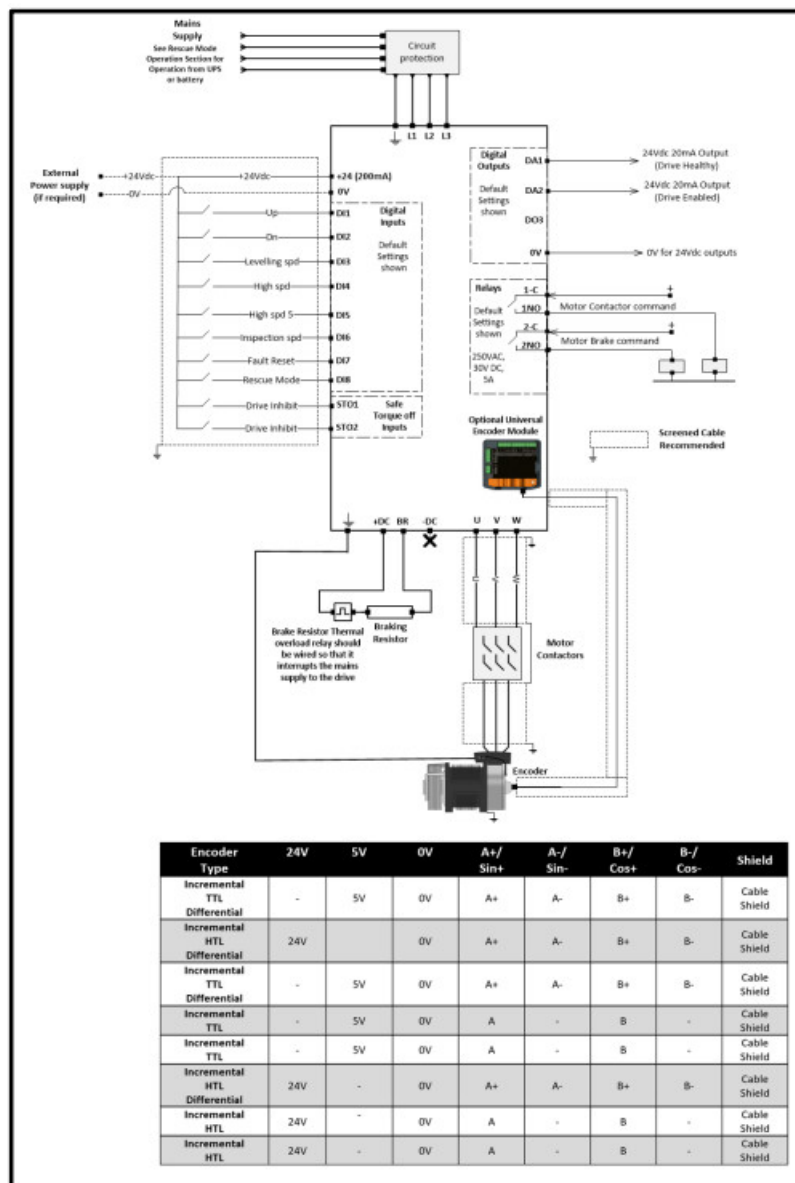 Mains
Supply
See Rescue Mode
Operation Section for
Operation from UPS
or battery
Circuit
protection
L1 L2 L3
External
Power supply
(if required)
+24Vdc
0V
+24Vdc
+24 (200mA)
0V
Up
DI1
Dn
DI2
Levelling spd
DI3
High spd
DI4
High spd 5
DI5
Inspection spd
DI6
Fault Reset
DI7
Rescue Mode
DI8
Drive Inhibit
STO1
Drive Inhibit
STO2
Digital
Inputs
Default
Settings
shown
Safe
Torque off
Inputs
Digital
Outputs
Default
Settings
shown
DA1
DA2
DO3
0V
24Vdc 20mA Output
(Drive Healthy)
24Vdc 20mA Output
(Drive Enabled)
0V for 24Vdc outputs
Relays
Default
Settings
shown
250VAC,
30V DC,
5A
1-C
1NO
2-C
2NO
+
Motor Contactor command
+
Motor Brake command
Optional Universal
Encoder Module
Screened Cable
Recommended
+DC BR -DC U V W
Brake Resistor Thermal
overload relay should
be wired so that it
interrupts the mains
supply to the drive
Braking
Resistor
Motor
Contactors
Encoder
Encoder Type 24V 5V 0V A+/ Sin+ A-/ Sin- B+/ Cos+ B-/ Cos- Shield
Incremental TTL Differential - 5V 0V A+ A- B+ B- Cable Shield
Incremental HTL Differential 24V 0V A+ A- B+ B- Cable Shield
Incremental TTL Differential - 5V 0V A+ A- B+ B- Cable Shield
Incremental TTL - 5V 0V A - B - Cable Shield
Incremental TTL - 5V 0V A - B - Cable Shield
Incremental HTL Differential 24V - 0V A+ A- B+ B- Cable Shield
Incremental HTL 24V - 0V A - B - Cable Shield
Incremental HTL 24V - 0V A - B - Cable Shield